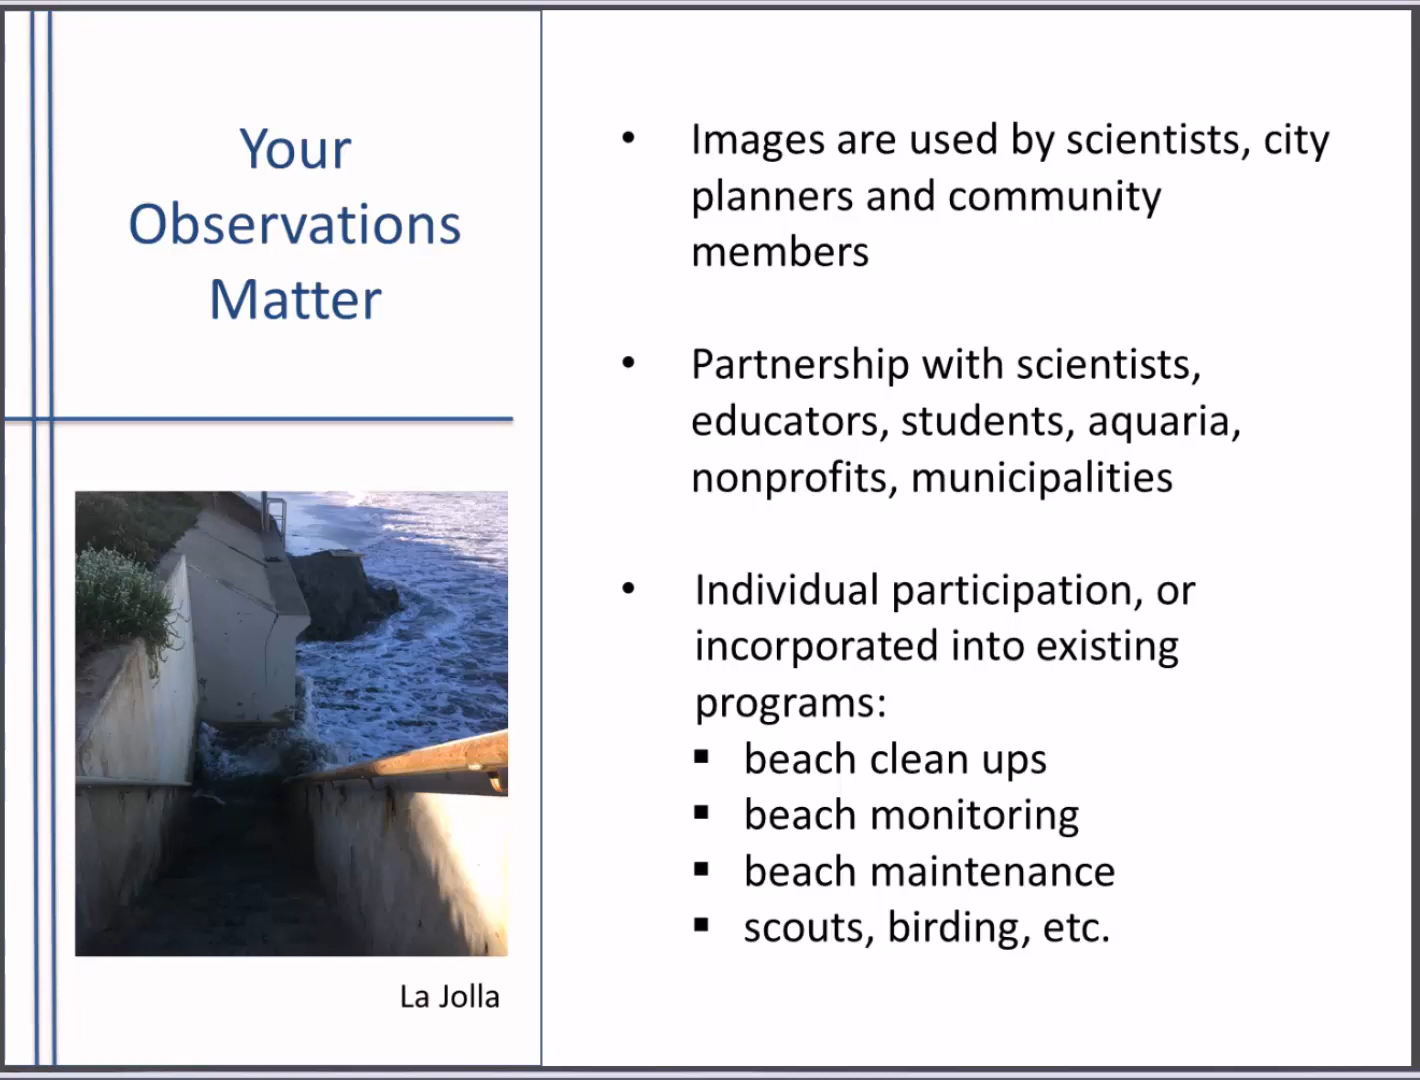 Your
Observations
Matter
La Jolla
• Images are used by scientists, city
planners and community
members
• Partnership with scientists,
educators, students, aquaria,
nonprofits, municipalities
• Individual participation, or
incorporated into existing
programs:
▪ beach clean ups
▪ beach monitoring
▪ beach maintenance
▪ scouts, birding, etc.